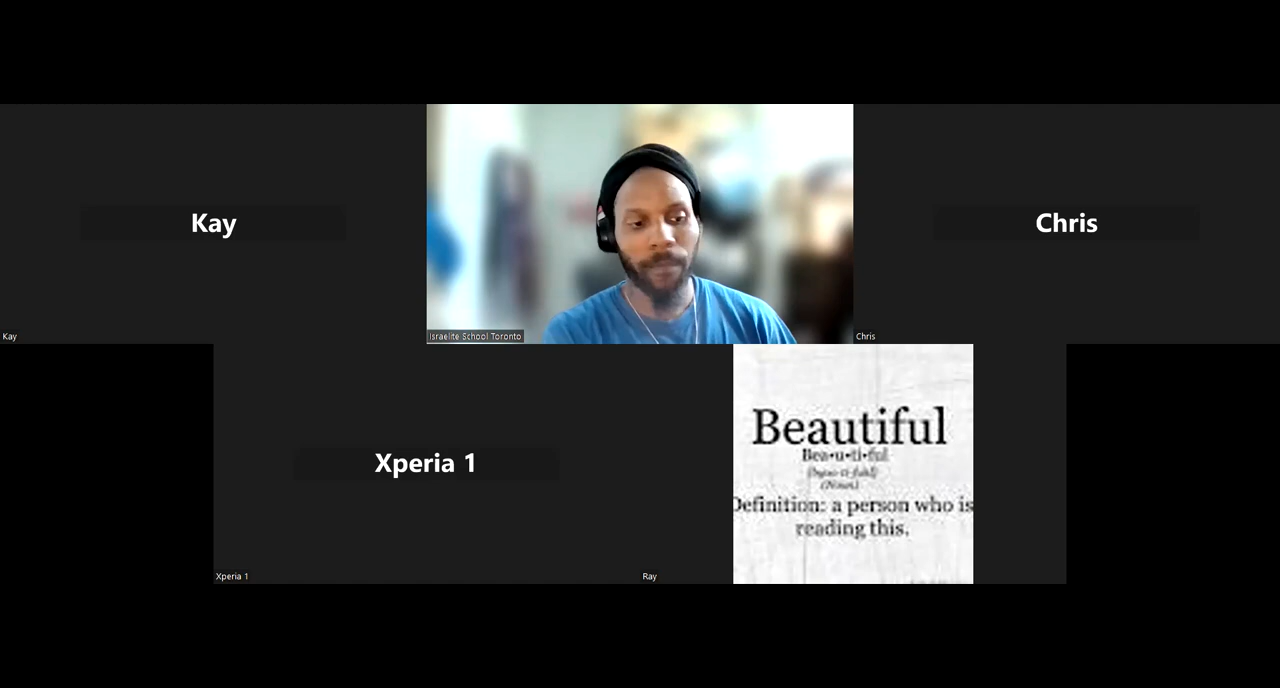 Kay
Kay
Israelite School Toronto
Chris
Chris
Xperia 1
Xperia 1
Ray
Beautiful
Bea•u•ti•ful
(Noun)
Definition: a person who is
reading this.